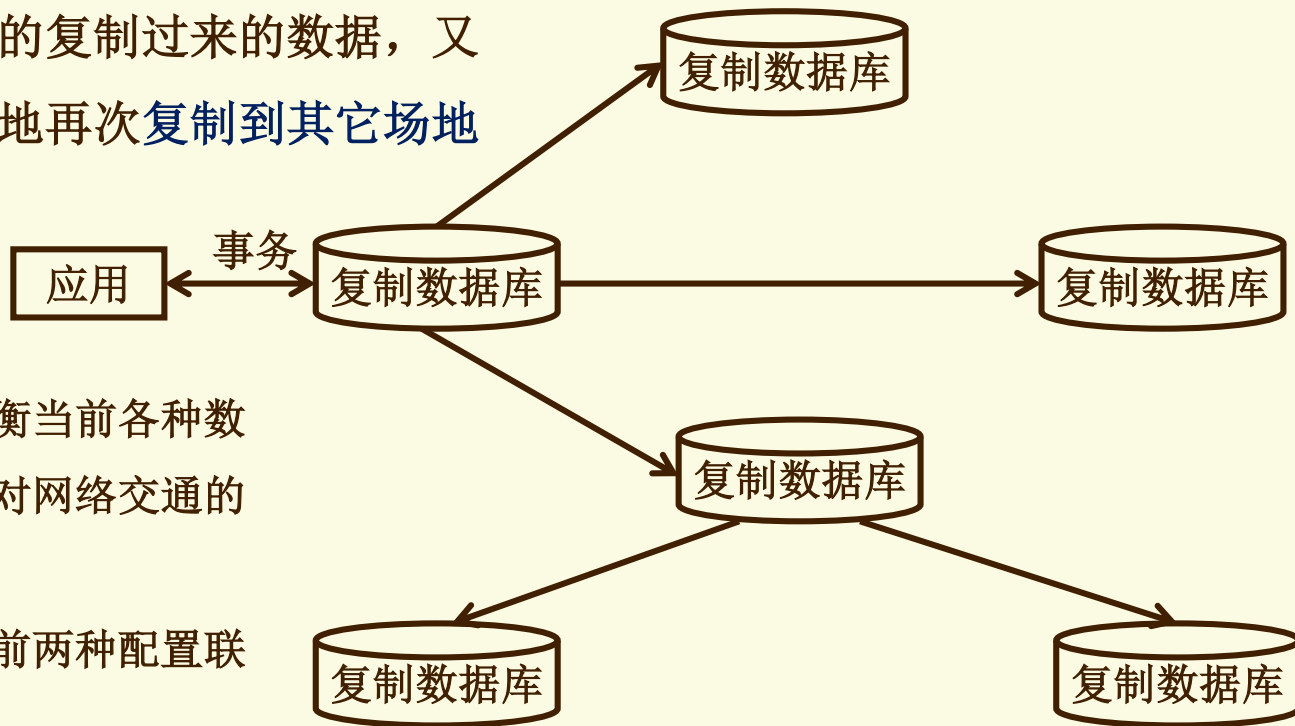 的复制过来的数据，又
复制数据库
地再次复制到其它场地
事务
应用
复制数据库
复制数据库
衡当前各种数
复制数据库
对网络交通的
前两种配置联
复制数据库
复制数据库